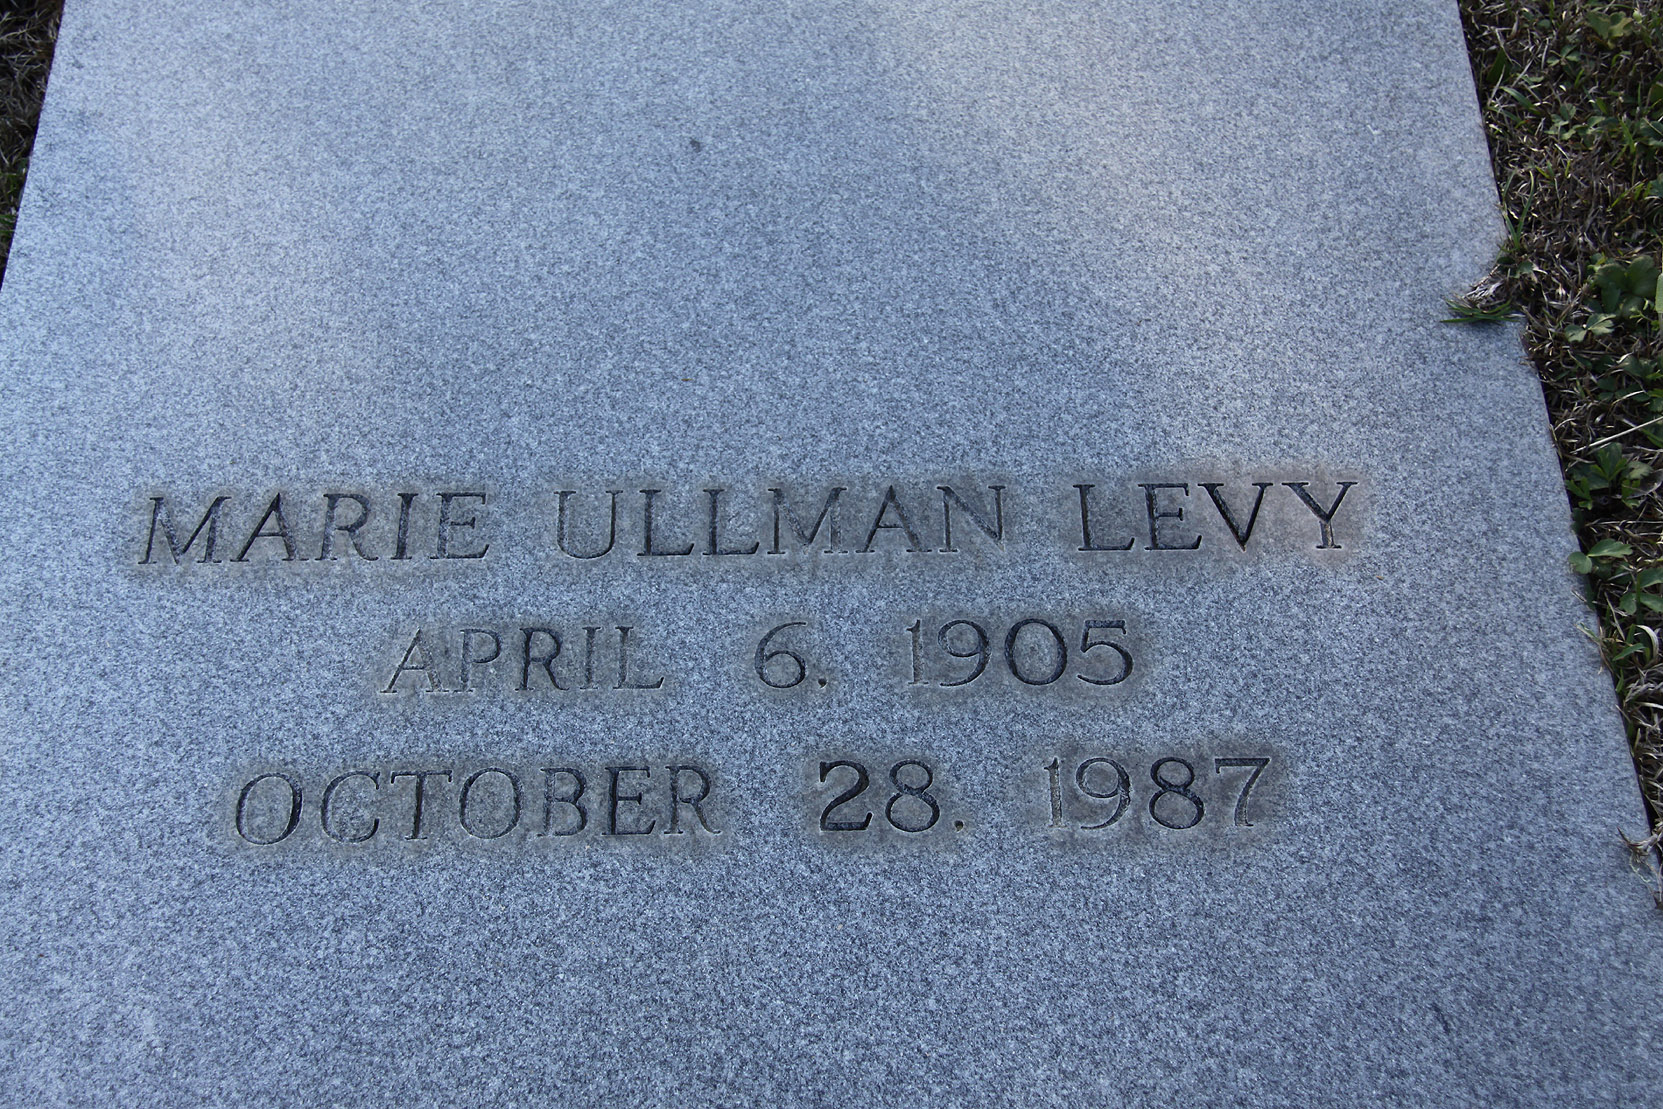 MARIE ULLMAN LEVY
APRIL 6. 1905
OCTOBER 28. 1987